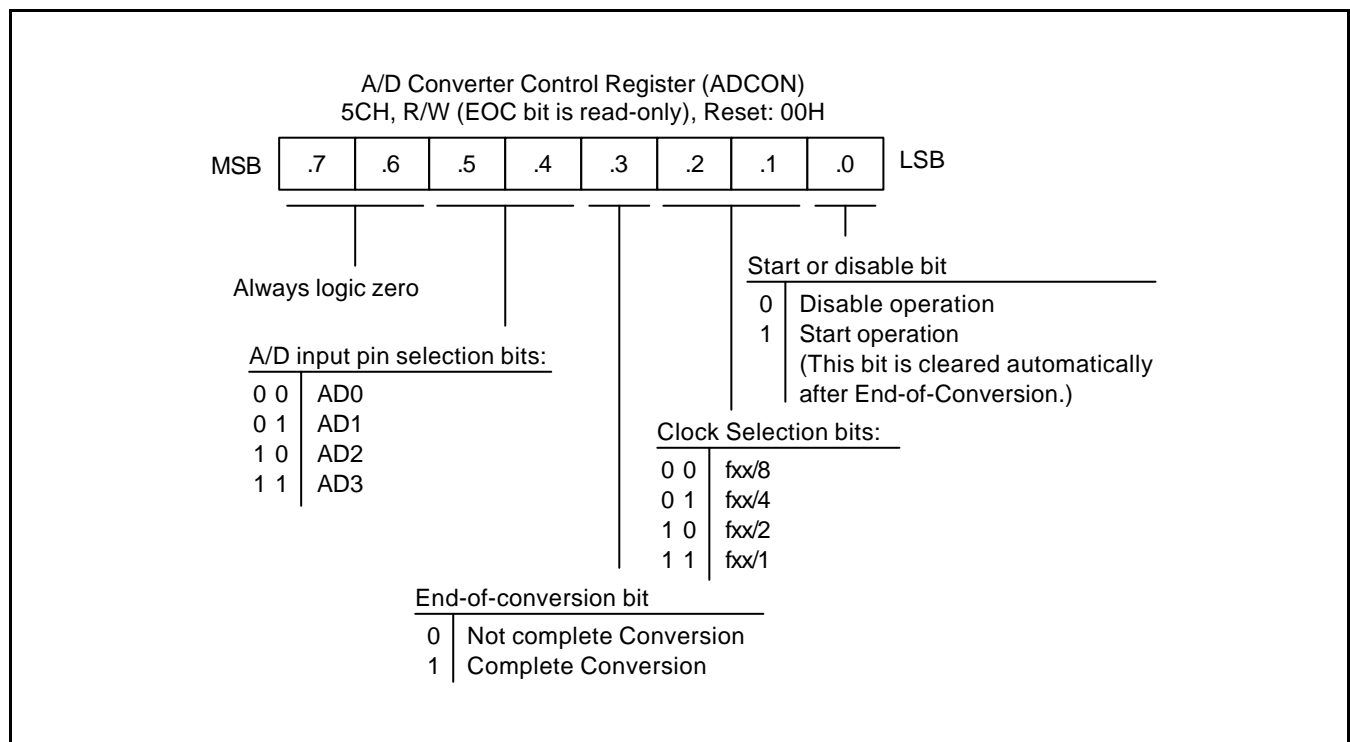 A/D Converter Control Register (ADCON)
5CH, R/W (EOC bit is read-only), Reset: 00H
MSB .7 .6 .5 .4 .3 .2 .1 .0 LSB
Always logic zero
A/D input pin selection bits:
0 0 AD0
0 1 AD1
1 0 AD2
1 1 AD3
Start or disable bit
0 Disable operation
1 Start operation
(This bit is cleared automatically
after End-of-Conversion.)
Clock Selection bits:
0 0 fxx/8
0 1 fxx/4
1 0 fxx/2
1 1 fxx/1
End-of-conversion bit
0 Not complete Conversion
1 Complete Conversion